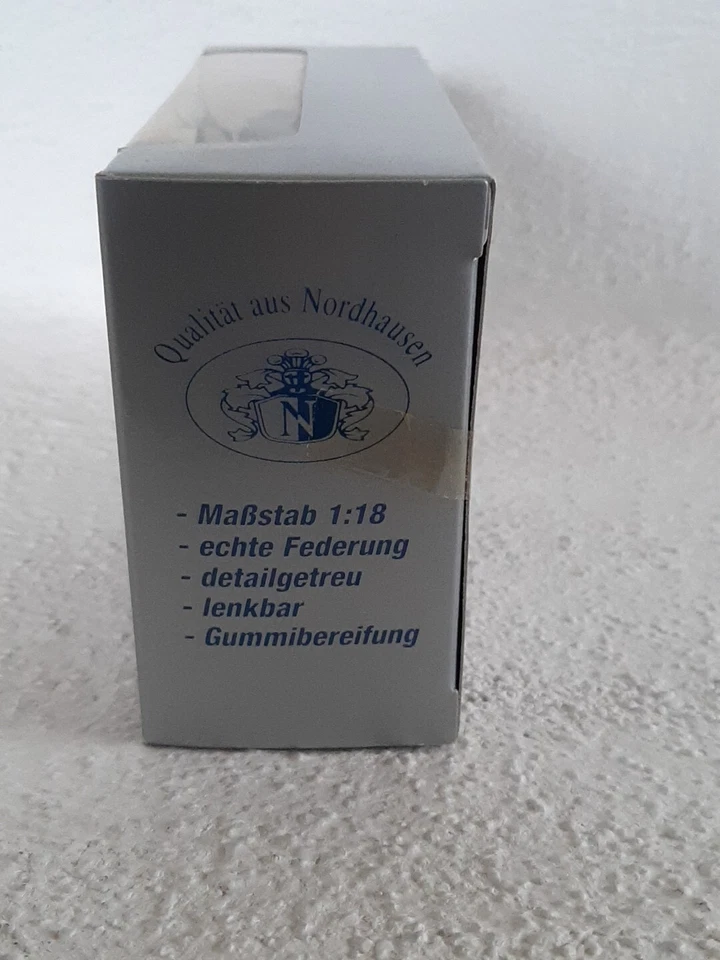 Qualität aus Nordhausen
N
- Maßstab 1:18
- echte Federung
- detailgetreu
- lenkbar
- Gummibereifung